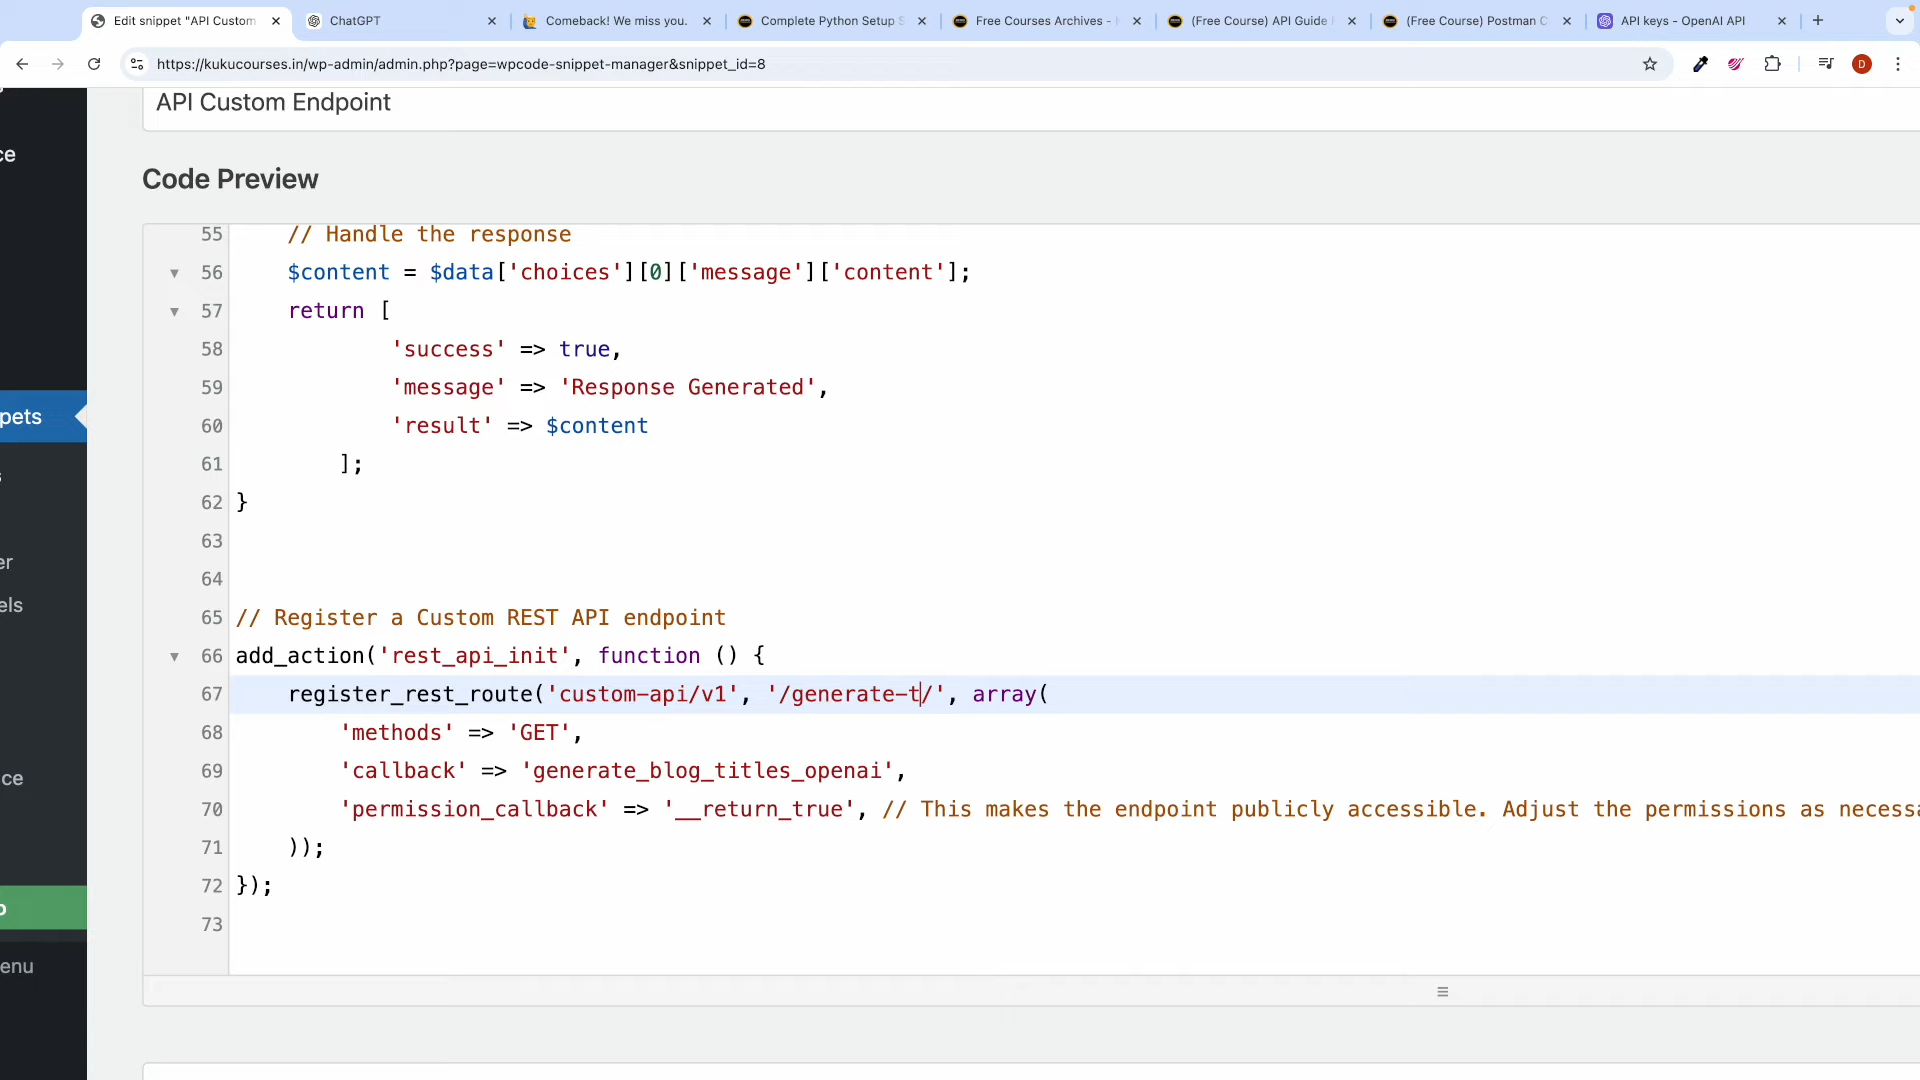 Edit snippet "API Custom
ChatGPT
Comeback! We miss you.
Complete Python Setup S
Free Courses Archives -
(Free Course) API Guide
(Free Course) Postman C
API keys - OpenAI API
https://kukucourses.in/wp-admin/admin.php?page=wpcode-snippet-manager&snippet_id=8
D
API Custom Endpoint
ce
Code Preview
55 // Handle the response
56 $content = $data['choices'][0]['message']['content'];
57 return [
58 'success' => true,
59 'message' => 'Response Generated',
pets
60 'result' => $content
61 ];
s
62 }
63
er
64
els
65 // Register a Custom REST API endpoint
66 add_action('rest_api_init', function () {
67 register_rest_route('custom-api/v1', '/generate-t/', array(
68 'methods' => 'GET',
69 'callback' => 'generate_blog_titles_openai',
ce
70 'permission_callback' => '__return_true', // This makes the endpoint publicly accessible. Adjust the permissions as necessa
71 ));
72 });
73
enu